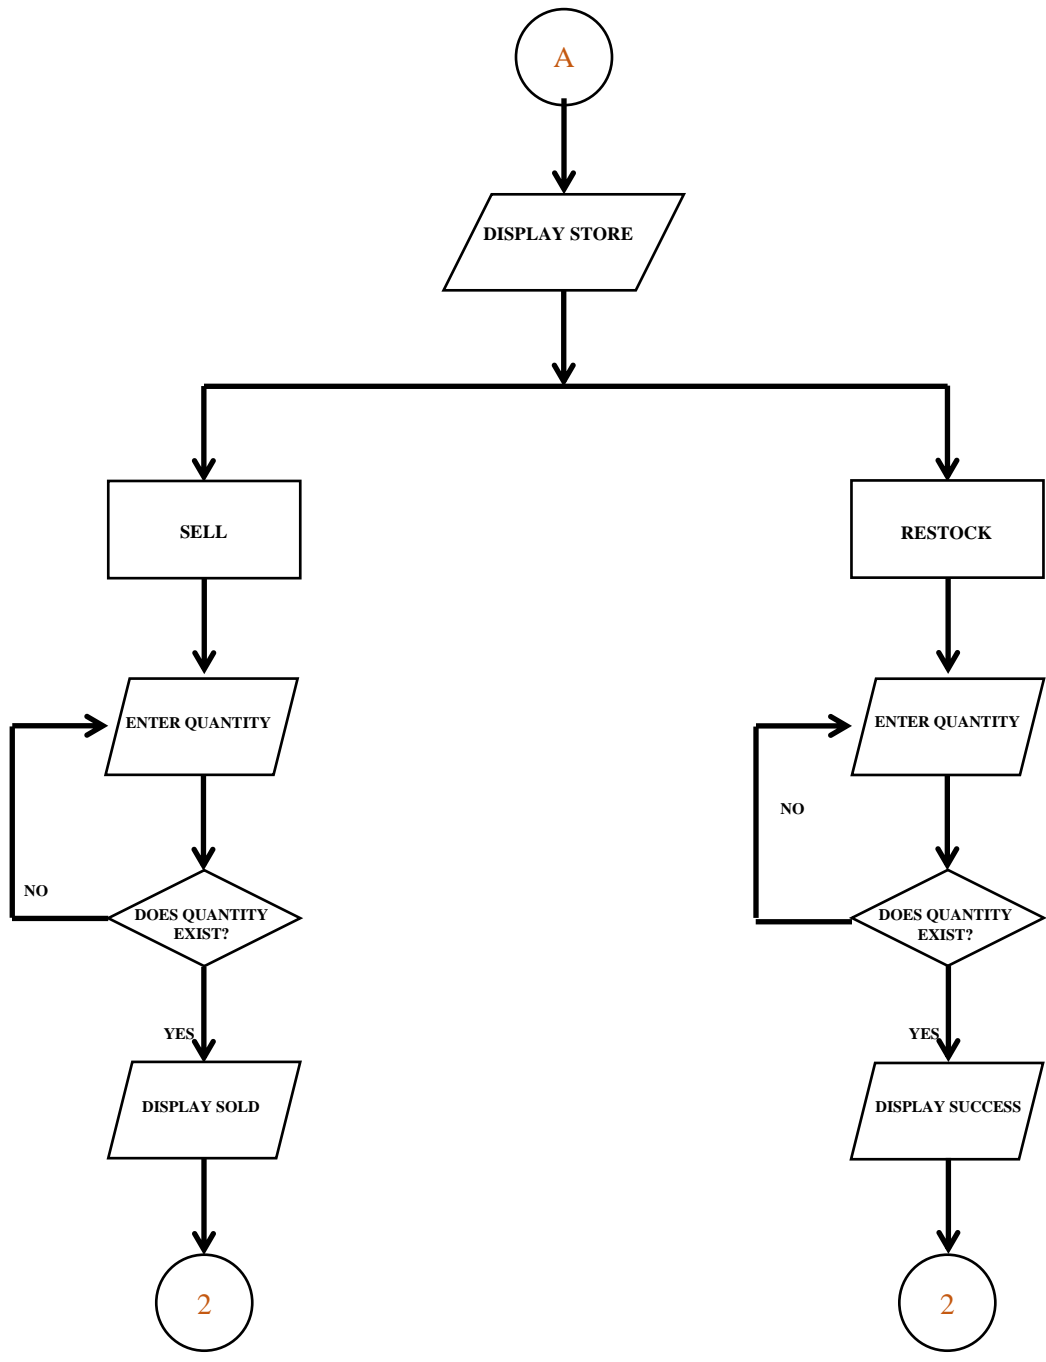 A
DISPLAY STORE
SELL
RESTOCK
ENTER QUANTITY
ENTER QUANTITY
NO
NO
DOES QUANTITY
EXIST?
DOES QUANTITY
EXIST?
YES
YES
DISPLAY SOLD
DISPLAY SUCCESS
2
2